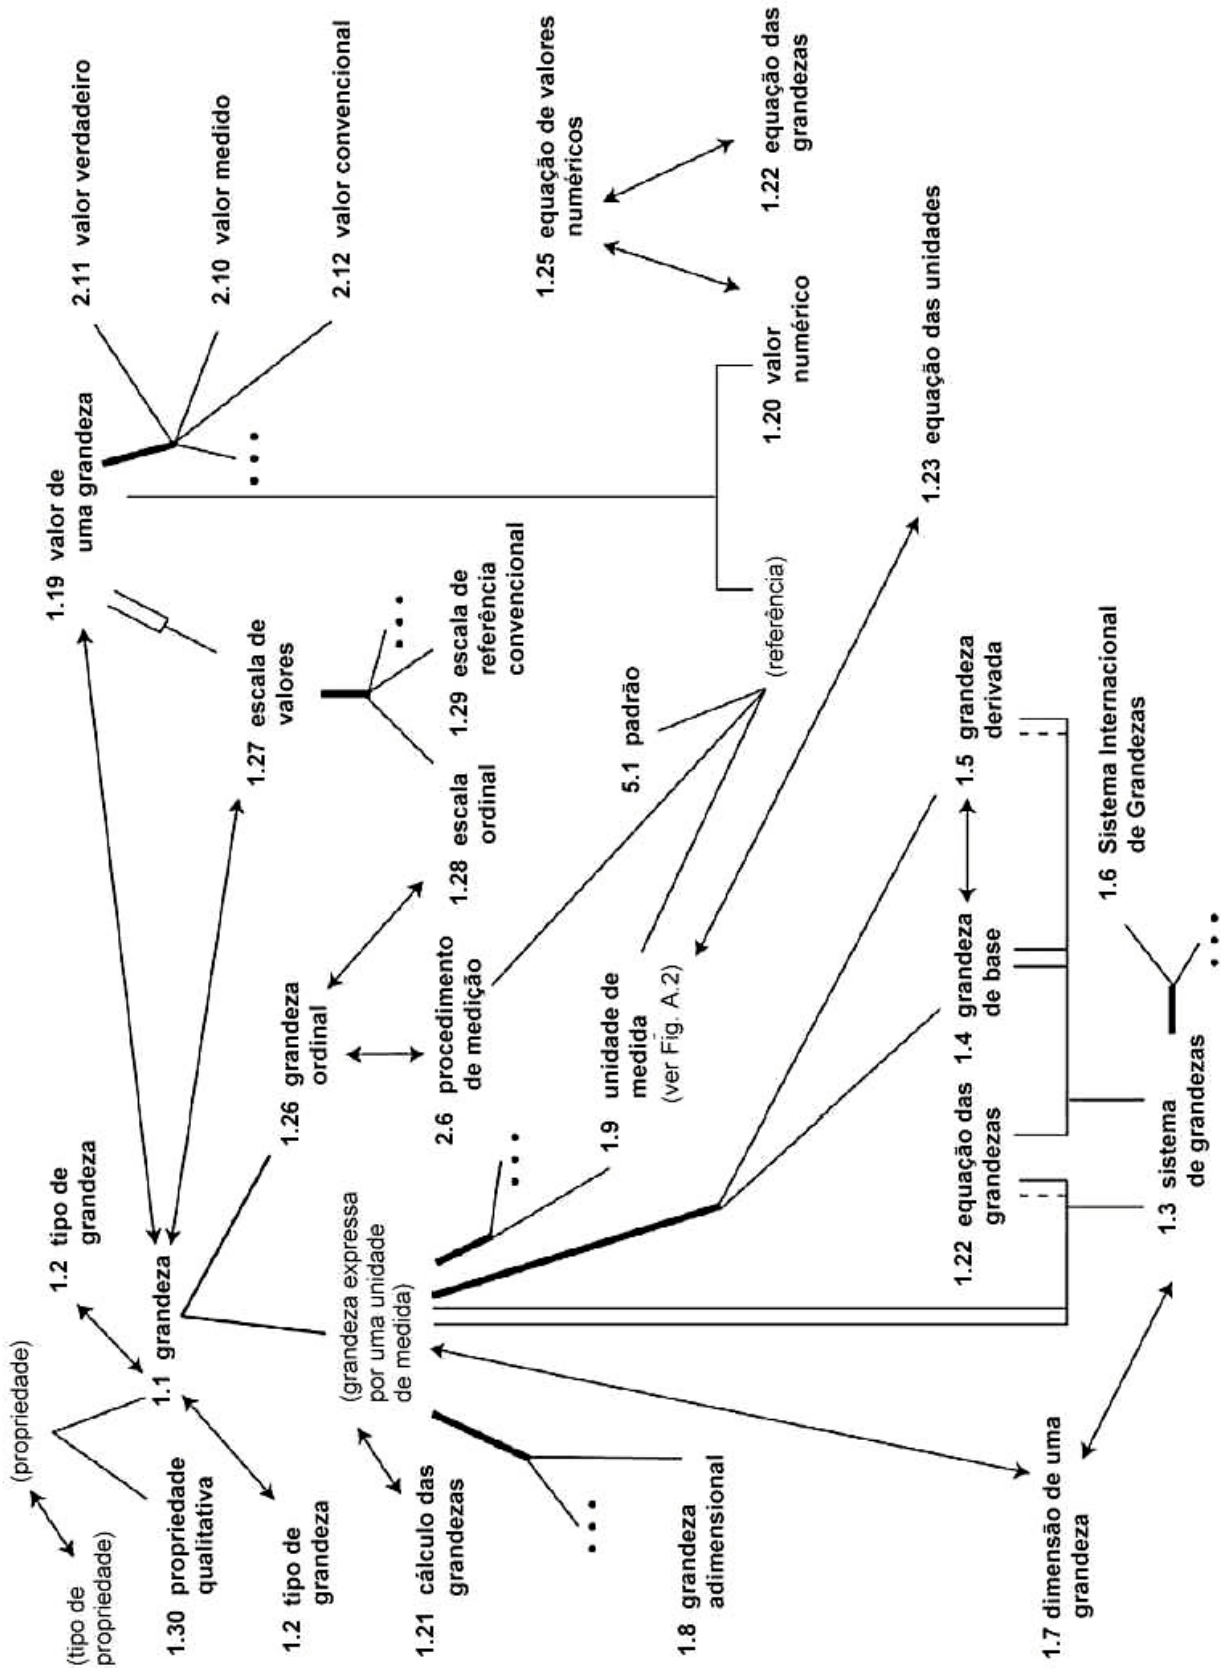 (propriedade)
(tipo de
propriedade)
1.30 propriedade
qualitativa
1.1 grandeza
1.2 tipo de
grandeza
1.2 tipo de
grandeza
1.19 valor de
uma grandeza
2.11 valor verdadeiro
2.10 valor medido
2.12 valor convencional
1.27 escala de
valores
1.26 grandeza
ordinal
1.28 escala
ordinal
1.29 escala de
referência
convencional
1.21 cálculo das
grandezas
(grandeza expressa
por uma unidade
de medida)
2.6 procedimento
de medição
1.25 equação de valores
numéricos
1.9 unidade de
medida
(ver Fig. A.2)
5.1 padrão
(referência)
1.20 valor
numérico
1.22 equação das
grandezas
1.8 grandeza
adimensional
1.23 equação das unidades
1.22 equação das
grandezas
1.4 grandeza
de base
1.5 grandeza
derivada
1.7 dimensão de uma
grandeza
1.3 sistema
de grandezas
1.6 Sistema Internacional
de Grandezas